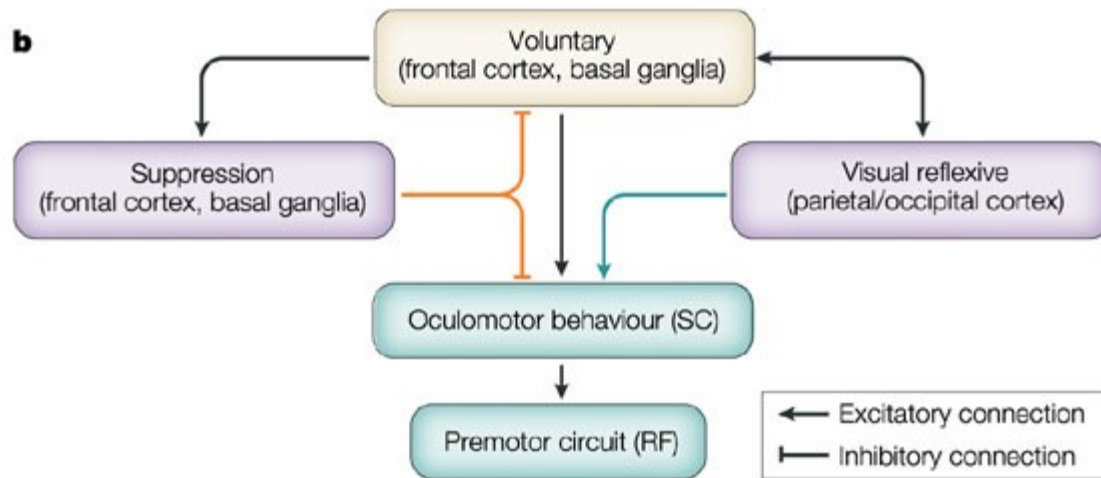 b
Voluntary
(frontal cortex, basal ganglia)
Suppression
(frontal cortex, basal ganglia)
Visual reflexive
(parietal/occipital cortex)
Oculomotor behaviour (SC)
Premotor circuit (RF)
Excitatory connection
Inhibitory connection